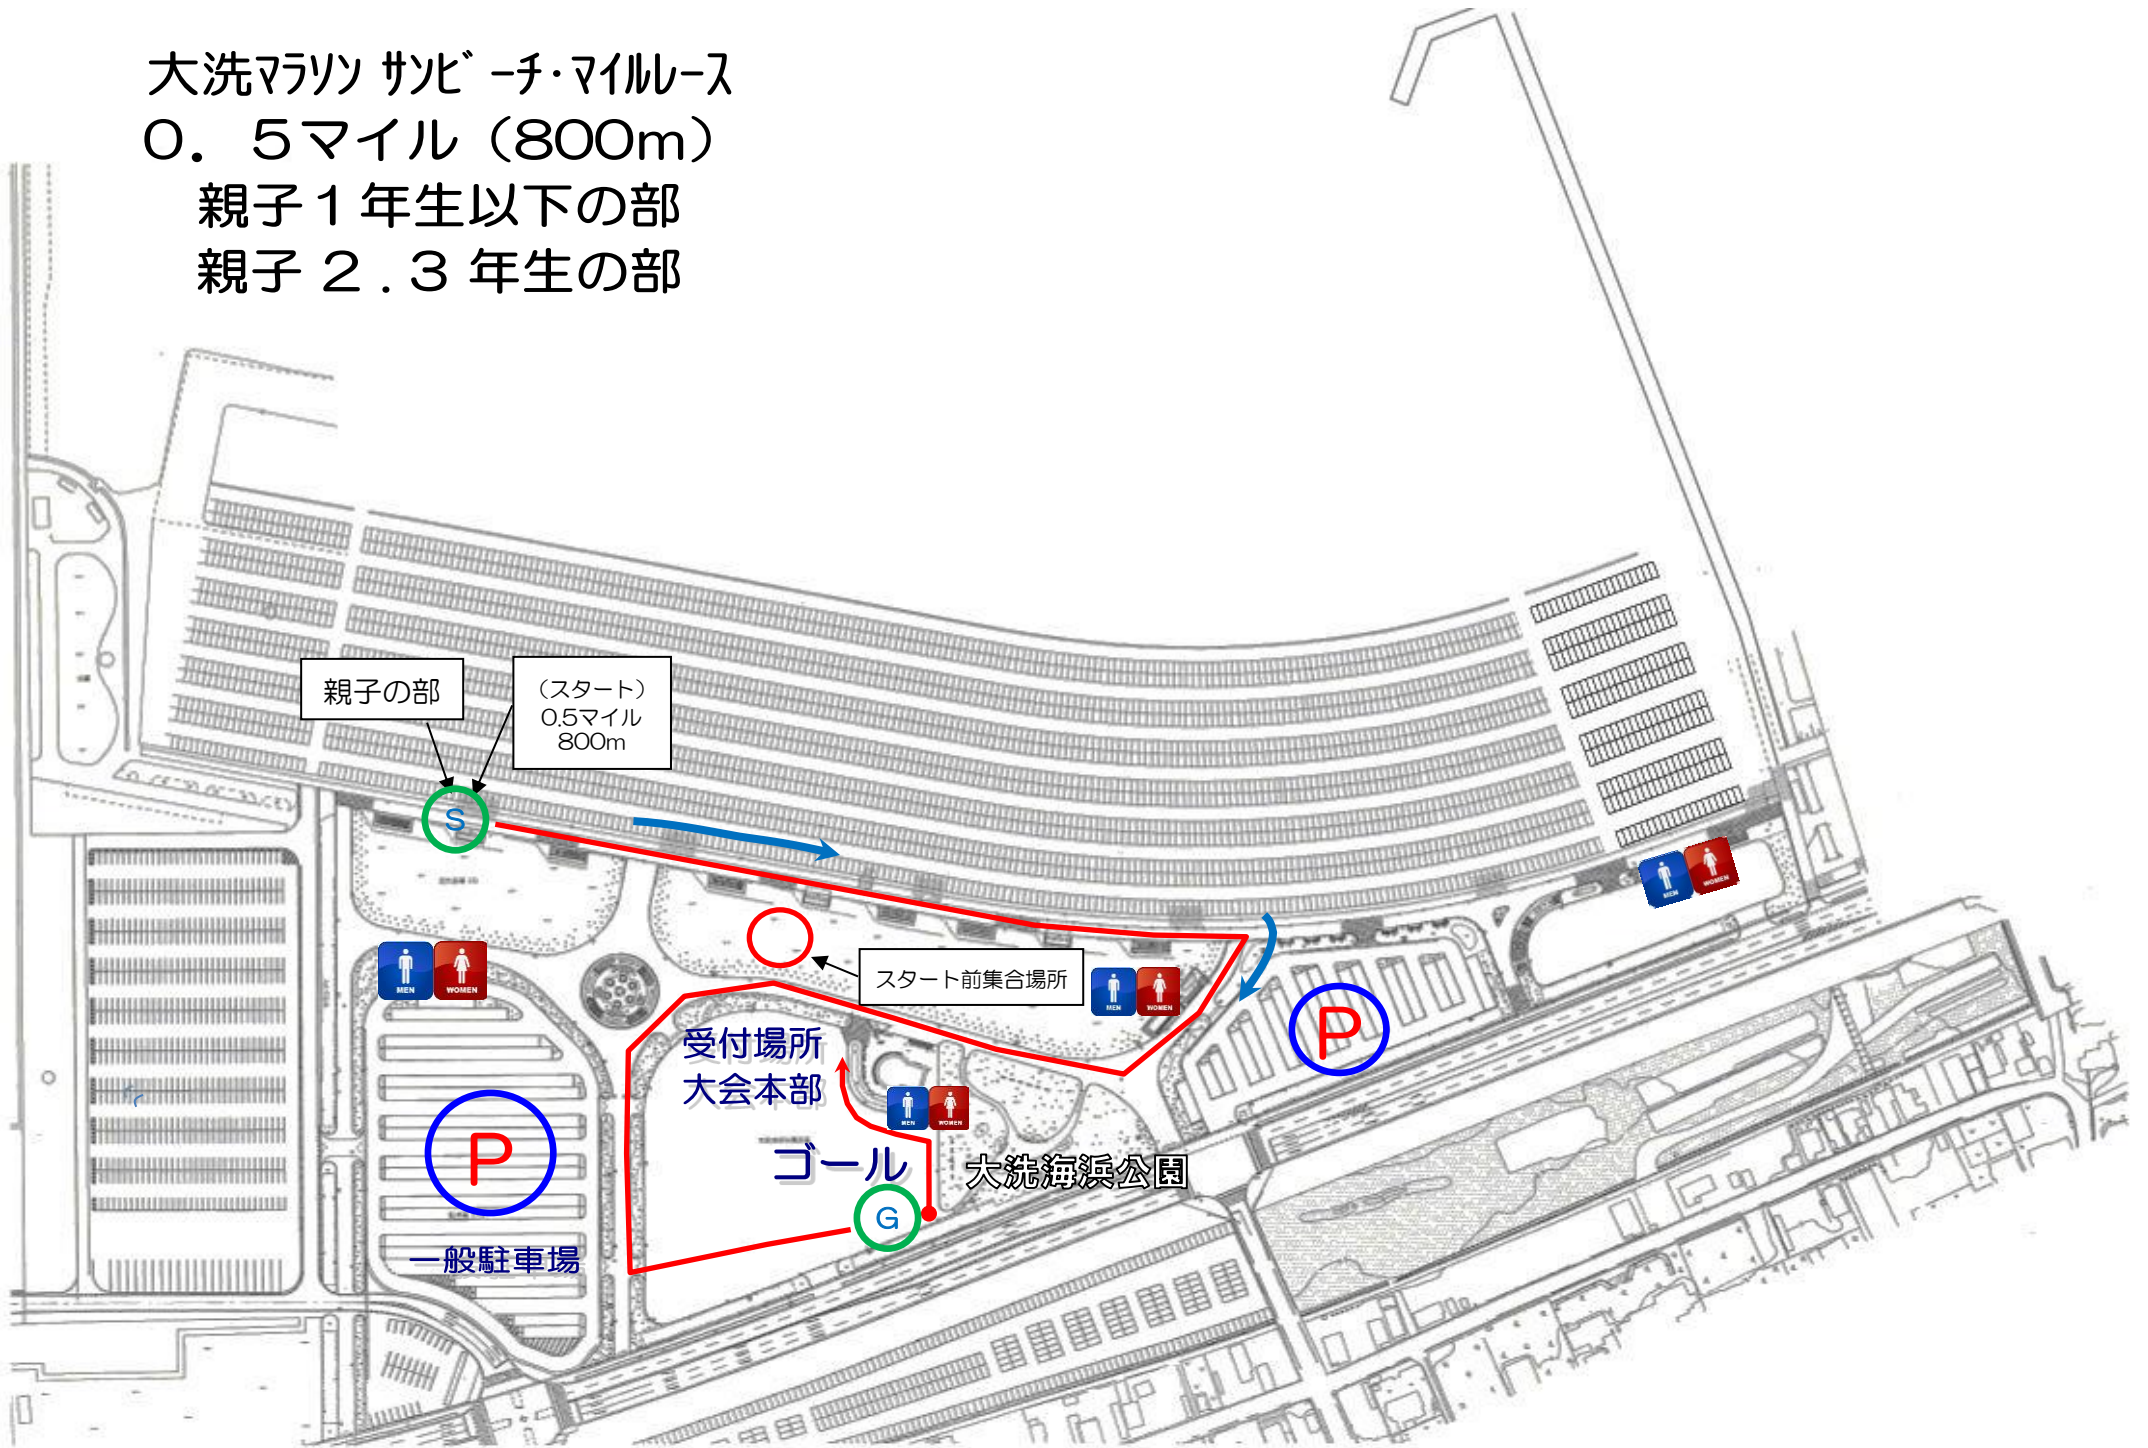 大洗ﾏﾗｿﾝ ｻﾝﾋﾞｰﾁ･ﾏｲﾙﾚｰｽ
０．５マイル（800m）
親子１年生以下の部
親子２.３年生の部
親子の部
（スタート）
0.5マイル
800m
S
スタート前集合場所
MEN
WOMEN
MEN
WOMEN
MEN
WOMEN
受付場所
大会本部
P
MEN
WOMEN
P
ゴール
大洗海浜公園
G
一般駐車場